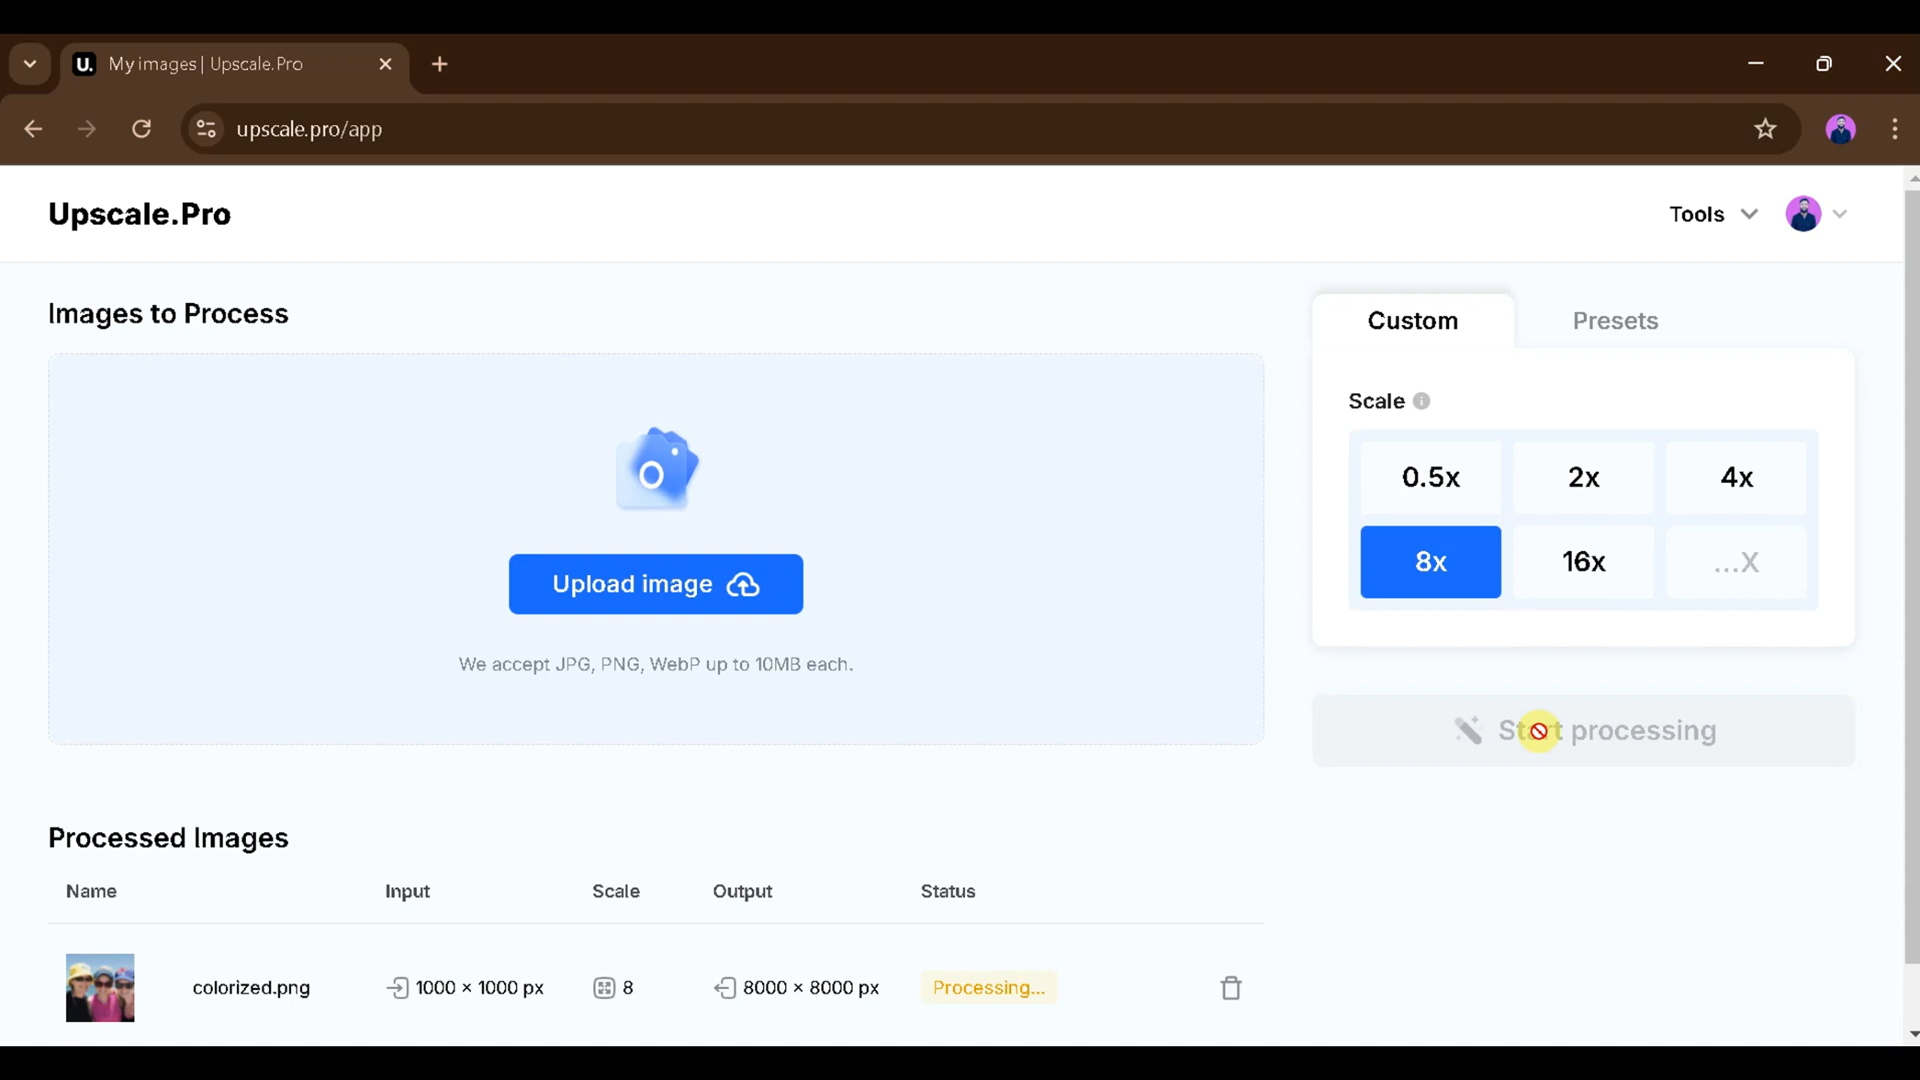 U. My images | Upscale.Pro
upscale.pro/app
Upscale.Pro
Tools
Images to Process
Custom
Presets
Scale
0.5x
2x
4x
Upload image
8x
16x
...X
We accept JPG, PNG, WebP up to 10MB each.
Start processing
Processed Images
Name
Input
Scale
Output
Status
colorized.png
1000 × 1000 px
8
8000 × 8000 px
Processing...